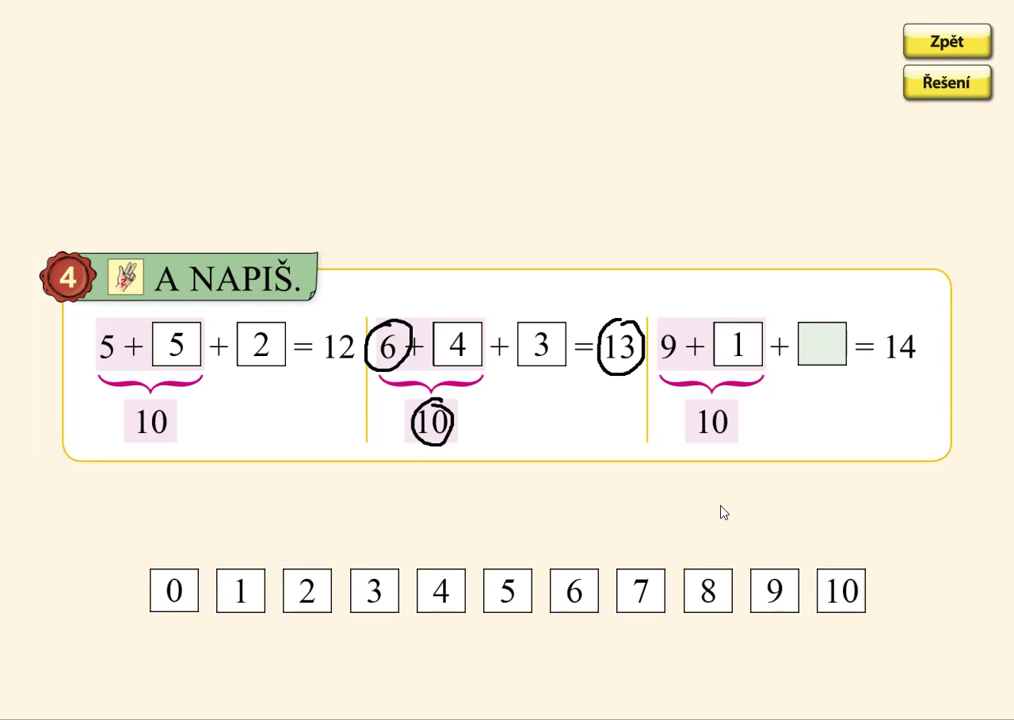 Zpět
Řešení
4 A NAPIŠ.
5 + 5 + 2 = 12 6 + 4 + 3 = 13 9 + 1 + = 14
10 10 10
0 1 2 3 4 5 6 7 8 9 10